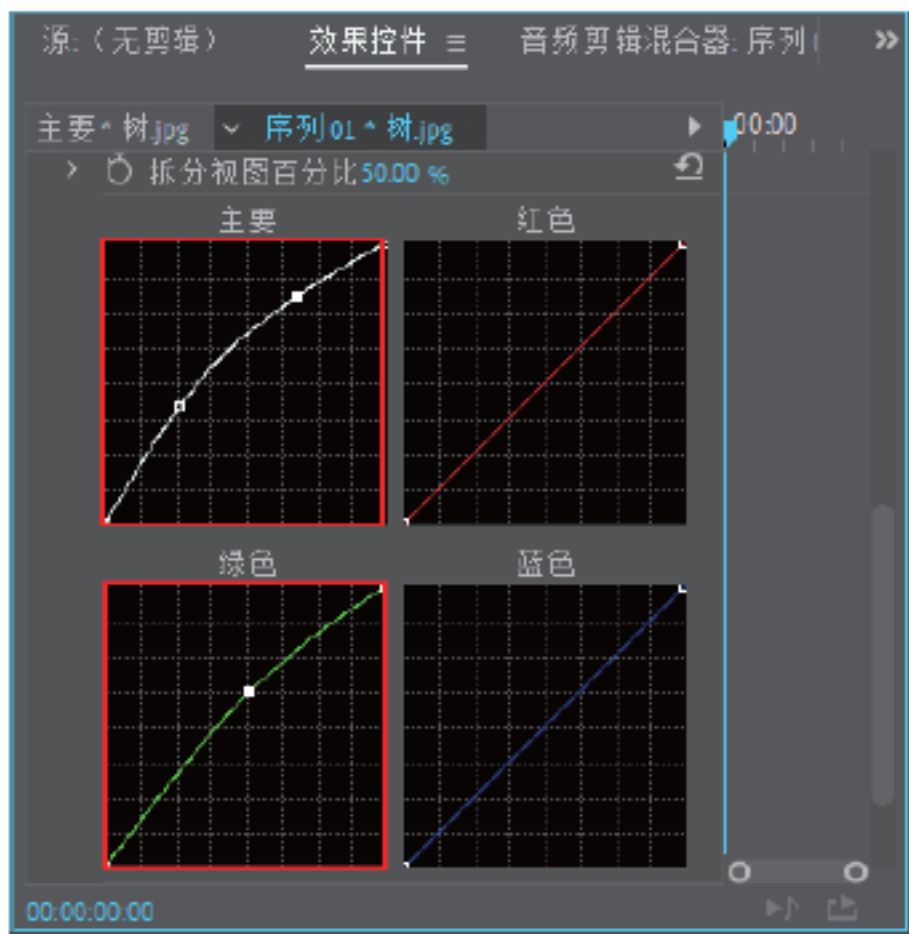 源:（无剪辑） 效果控件 ≡ 音频剪辑混合器: 序列 »
主要 * 树.jpg 序列 01 * 树.jpg 00:00
拆分视图百分比 50.00 %
主要 红色
绿色 蓝色
00:00:00:00